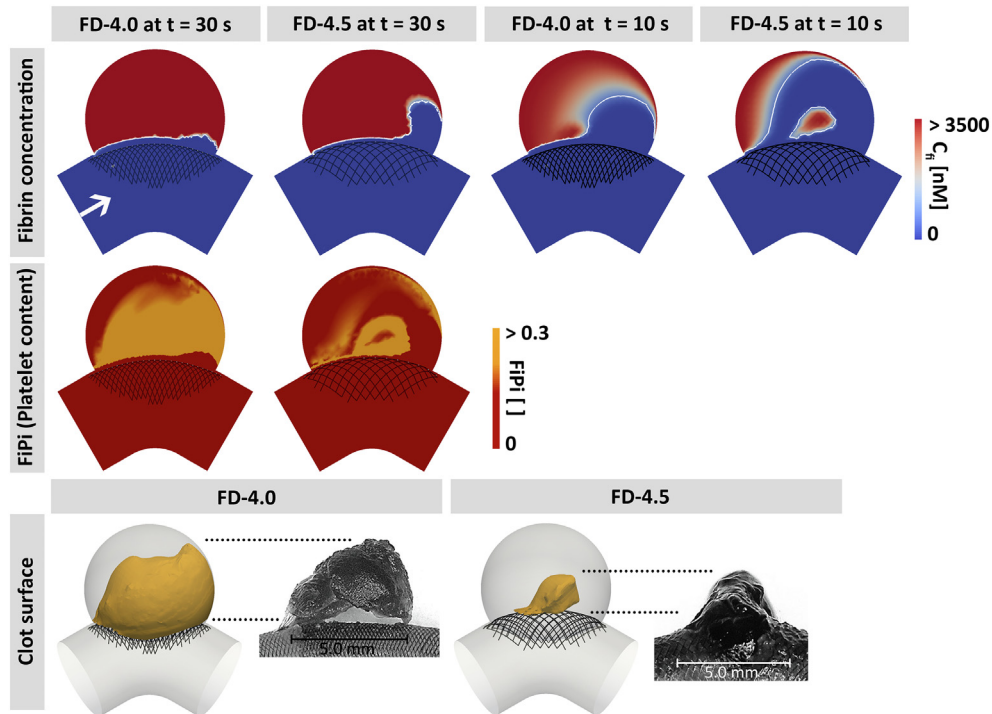 FD-4.0 at t = 30 s
FD-4.5 at t = 30 s
FD-4.0 at t = 10 s
FD-4.5 at t = 10 s
Fibrin concentration
> 3500
C_fi [nM]
0
FiPi (Platelet content)
> 0.3
FiPi [ ]
0
FD-4.0
FD-4.5
Clot surface
5.0 mm
5.0 mm